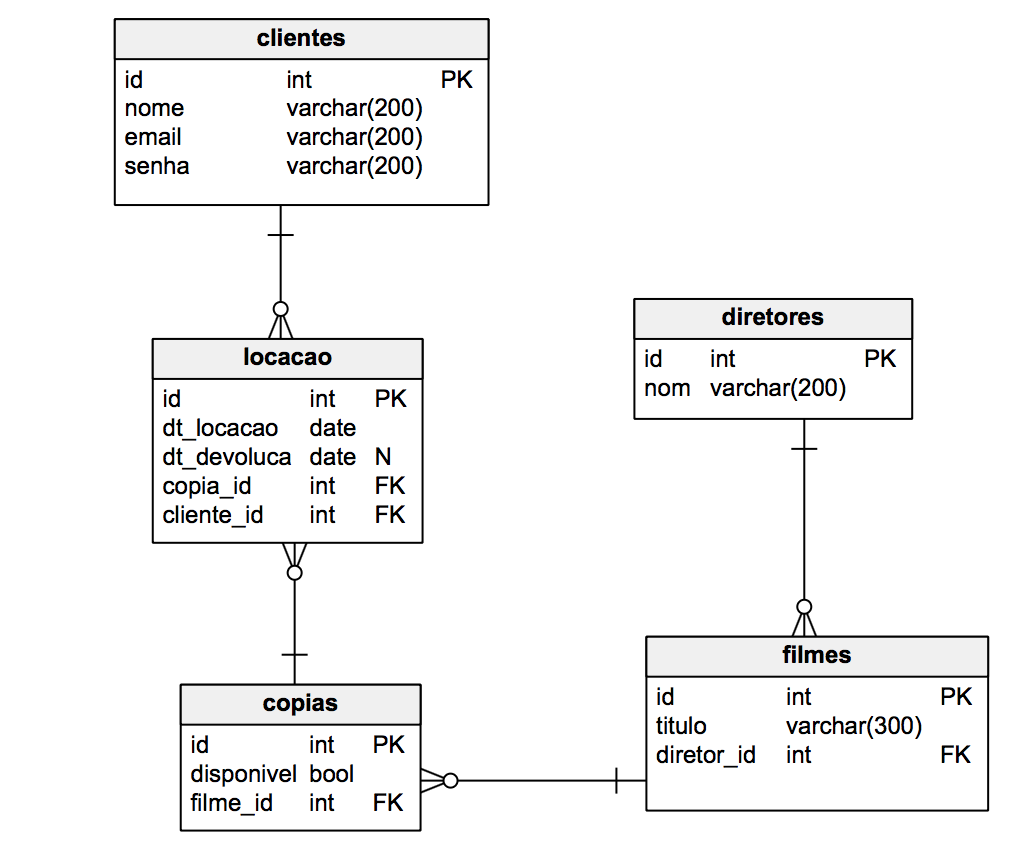 clientes
id int PK
nome varchar(200)
email varchar(200)
senha varchar(200)
locacao
id int PK
dt_locacao date
dt_devoluca date N
copia_id int FK
cliente_id int FK
diretores
id int PK
nom varchar(200)
copias
id int PK
disponivel bool
filme_id int FK
filmes
id int PK
titulo varchar(300)
diretor_id int FK